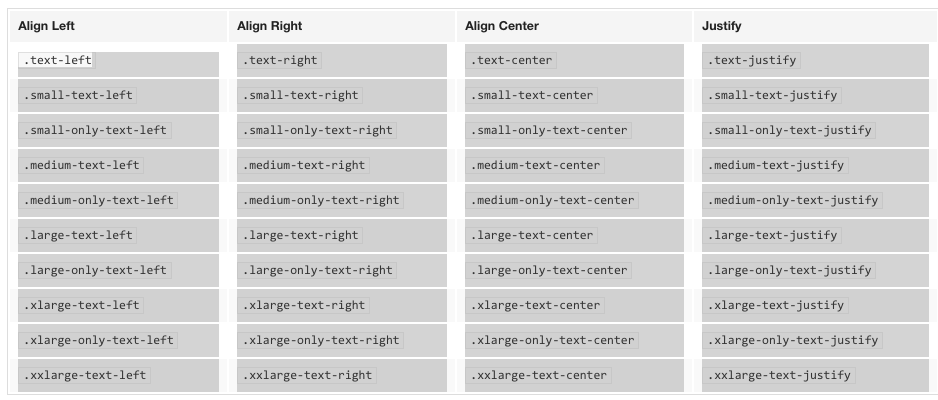 Align Left Align Right Align Center Justify
.text-left .text-right .text-center .text-justify
.small-text-left .small-text-right .small-text-center .small-text-justify
.small-only-text-left .small-only-text-right .small-only-text-center .small-only-text-justify
.medium-text-left .medium-text-right .medium-text-center .medium-text-justify
.medium-only-text-left .medium-only-text-right .medium-only-text-center .medium-only-text-justify
.large-text-left .large-text-right .large-text-center .large-text-justify
.large-only-text-left .large-only-text-right .large-only-text-center .large-only-text-justify
.xlarge-text-left .xlarge-text-right .xlarge-text-center .xlarge-text-justify
.xlarge-only-text-left .xlarge-only-text-right .xlarge-only-text-center .xlarge-only-text-justify
.xxlarge-text-left .xxlarge-text-right .xxlarge-text-center .xxlarge-text-justify